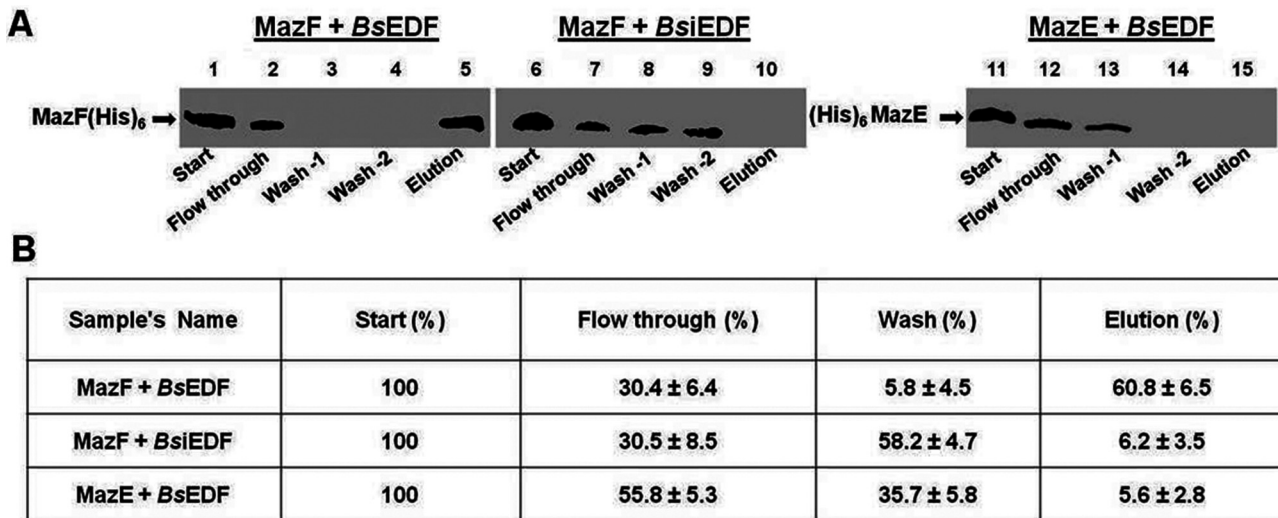 A
MazF + BsEDF MazF + BsiEDF MazE + BsEDF
1 2 3 4 5 6 7 8 9 10 11 12 13 14 15
MazF(His)6 (His)6 MazE
Start Flow through Wash -1 Wash -2 Elution Start Flow through Wash -1 Wash -2 Elution Start Flow through Wash -1 Wash -2 Elution
B
Sample's Name Start (%) Flow through (%) Wash (%) Elution (%)
MazF + BsEDF 100 30.4 ± 6.4 5.8 ± 4.5 60.8 ± 6.5
MazF + BsiEDF 100 30.5 ± 8.5 58.2 ± 4.7 6.2 ± 3.5
MazE + BsEDF 100 55.8 ± 5.3 35.7 ± 5.8 5.6 ± 2.8